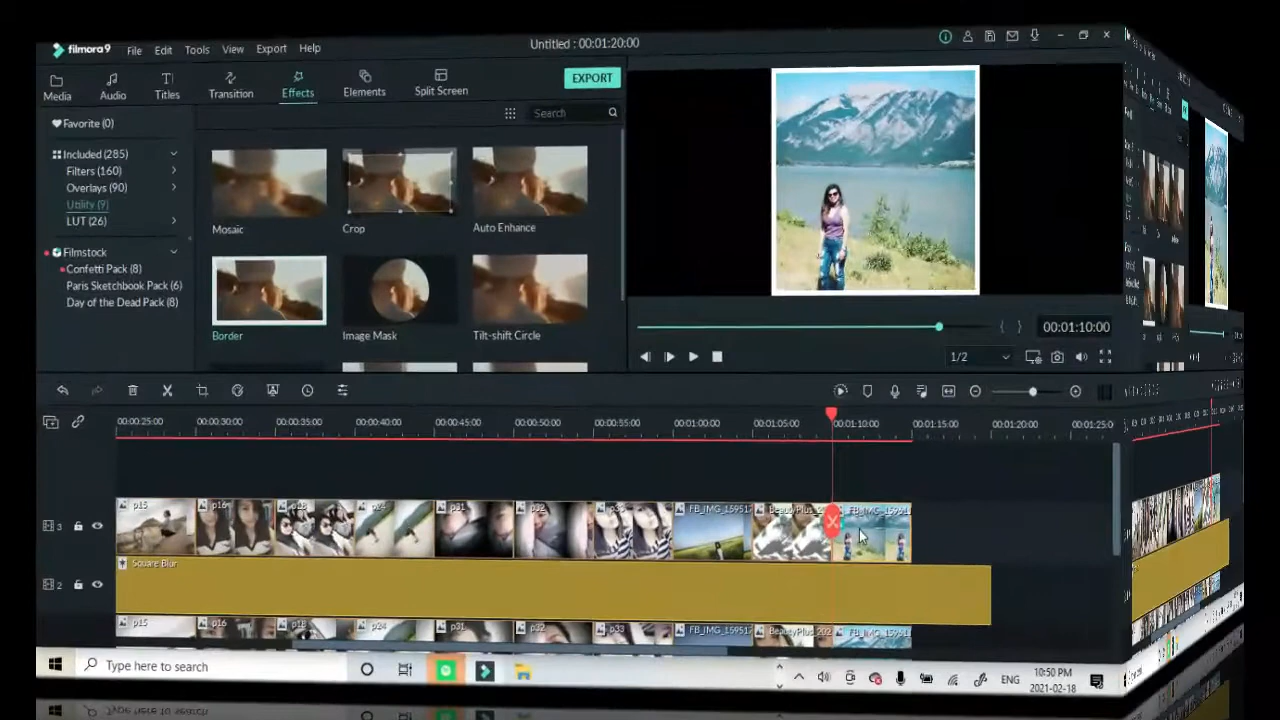 filmora9 File Edit Tools View Export Help
Untitled : 00:01:20:00
Media Audio Titles Transition Effects Elements Split Screen
EXPORT
Search
Favorite (0)
Included (285)
Filters (160)
Overlays (90)
Utility (9)
LUT (26)
Filmstock
Confetti Pack (8)
Paris Sketchbook Pack (6)
Day of the Dead Pack (8)
Mosaic Crop Auto Enhance
Border Image Mask Tilt-shift Circle
00:01:10:00
1/2
00:00:25:00 00:00:30:00 00:00:35:00 00:00:40:00 00:00:45:00 00:00:50:00 00:00:55:00 00:01:00:00 00:01:05:00 00:01:10:00 00:01:15:00 00:01:20:00 00:01:25:0
p15 p16 p18 p24 p31 p32 p33 FB_IMG_15951 BeautyPlus_202 FB_IMG_159511
3
Square Blur
2
p15 p16 p18 p24 p31 p32 p33 FB_IMG_15951 BeautyPlus_202 FB_IMG_15951
Type here to search
ENG
10:50 PM
2021-02-18